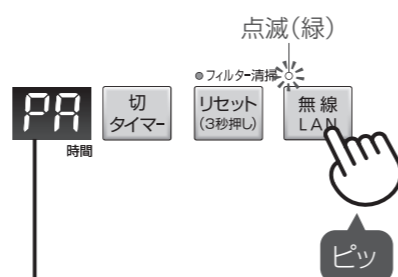 点滅（緑）
●フィルター清掃
PA
時間
切
タイマー
リセット
（3秒押し）
無線
LAN
ピッ